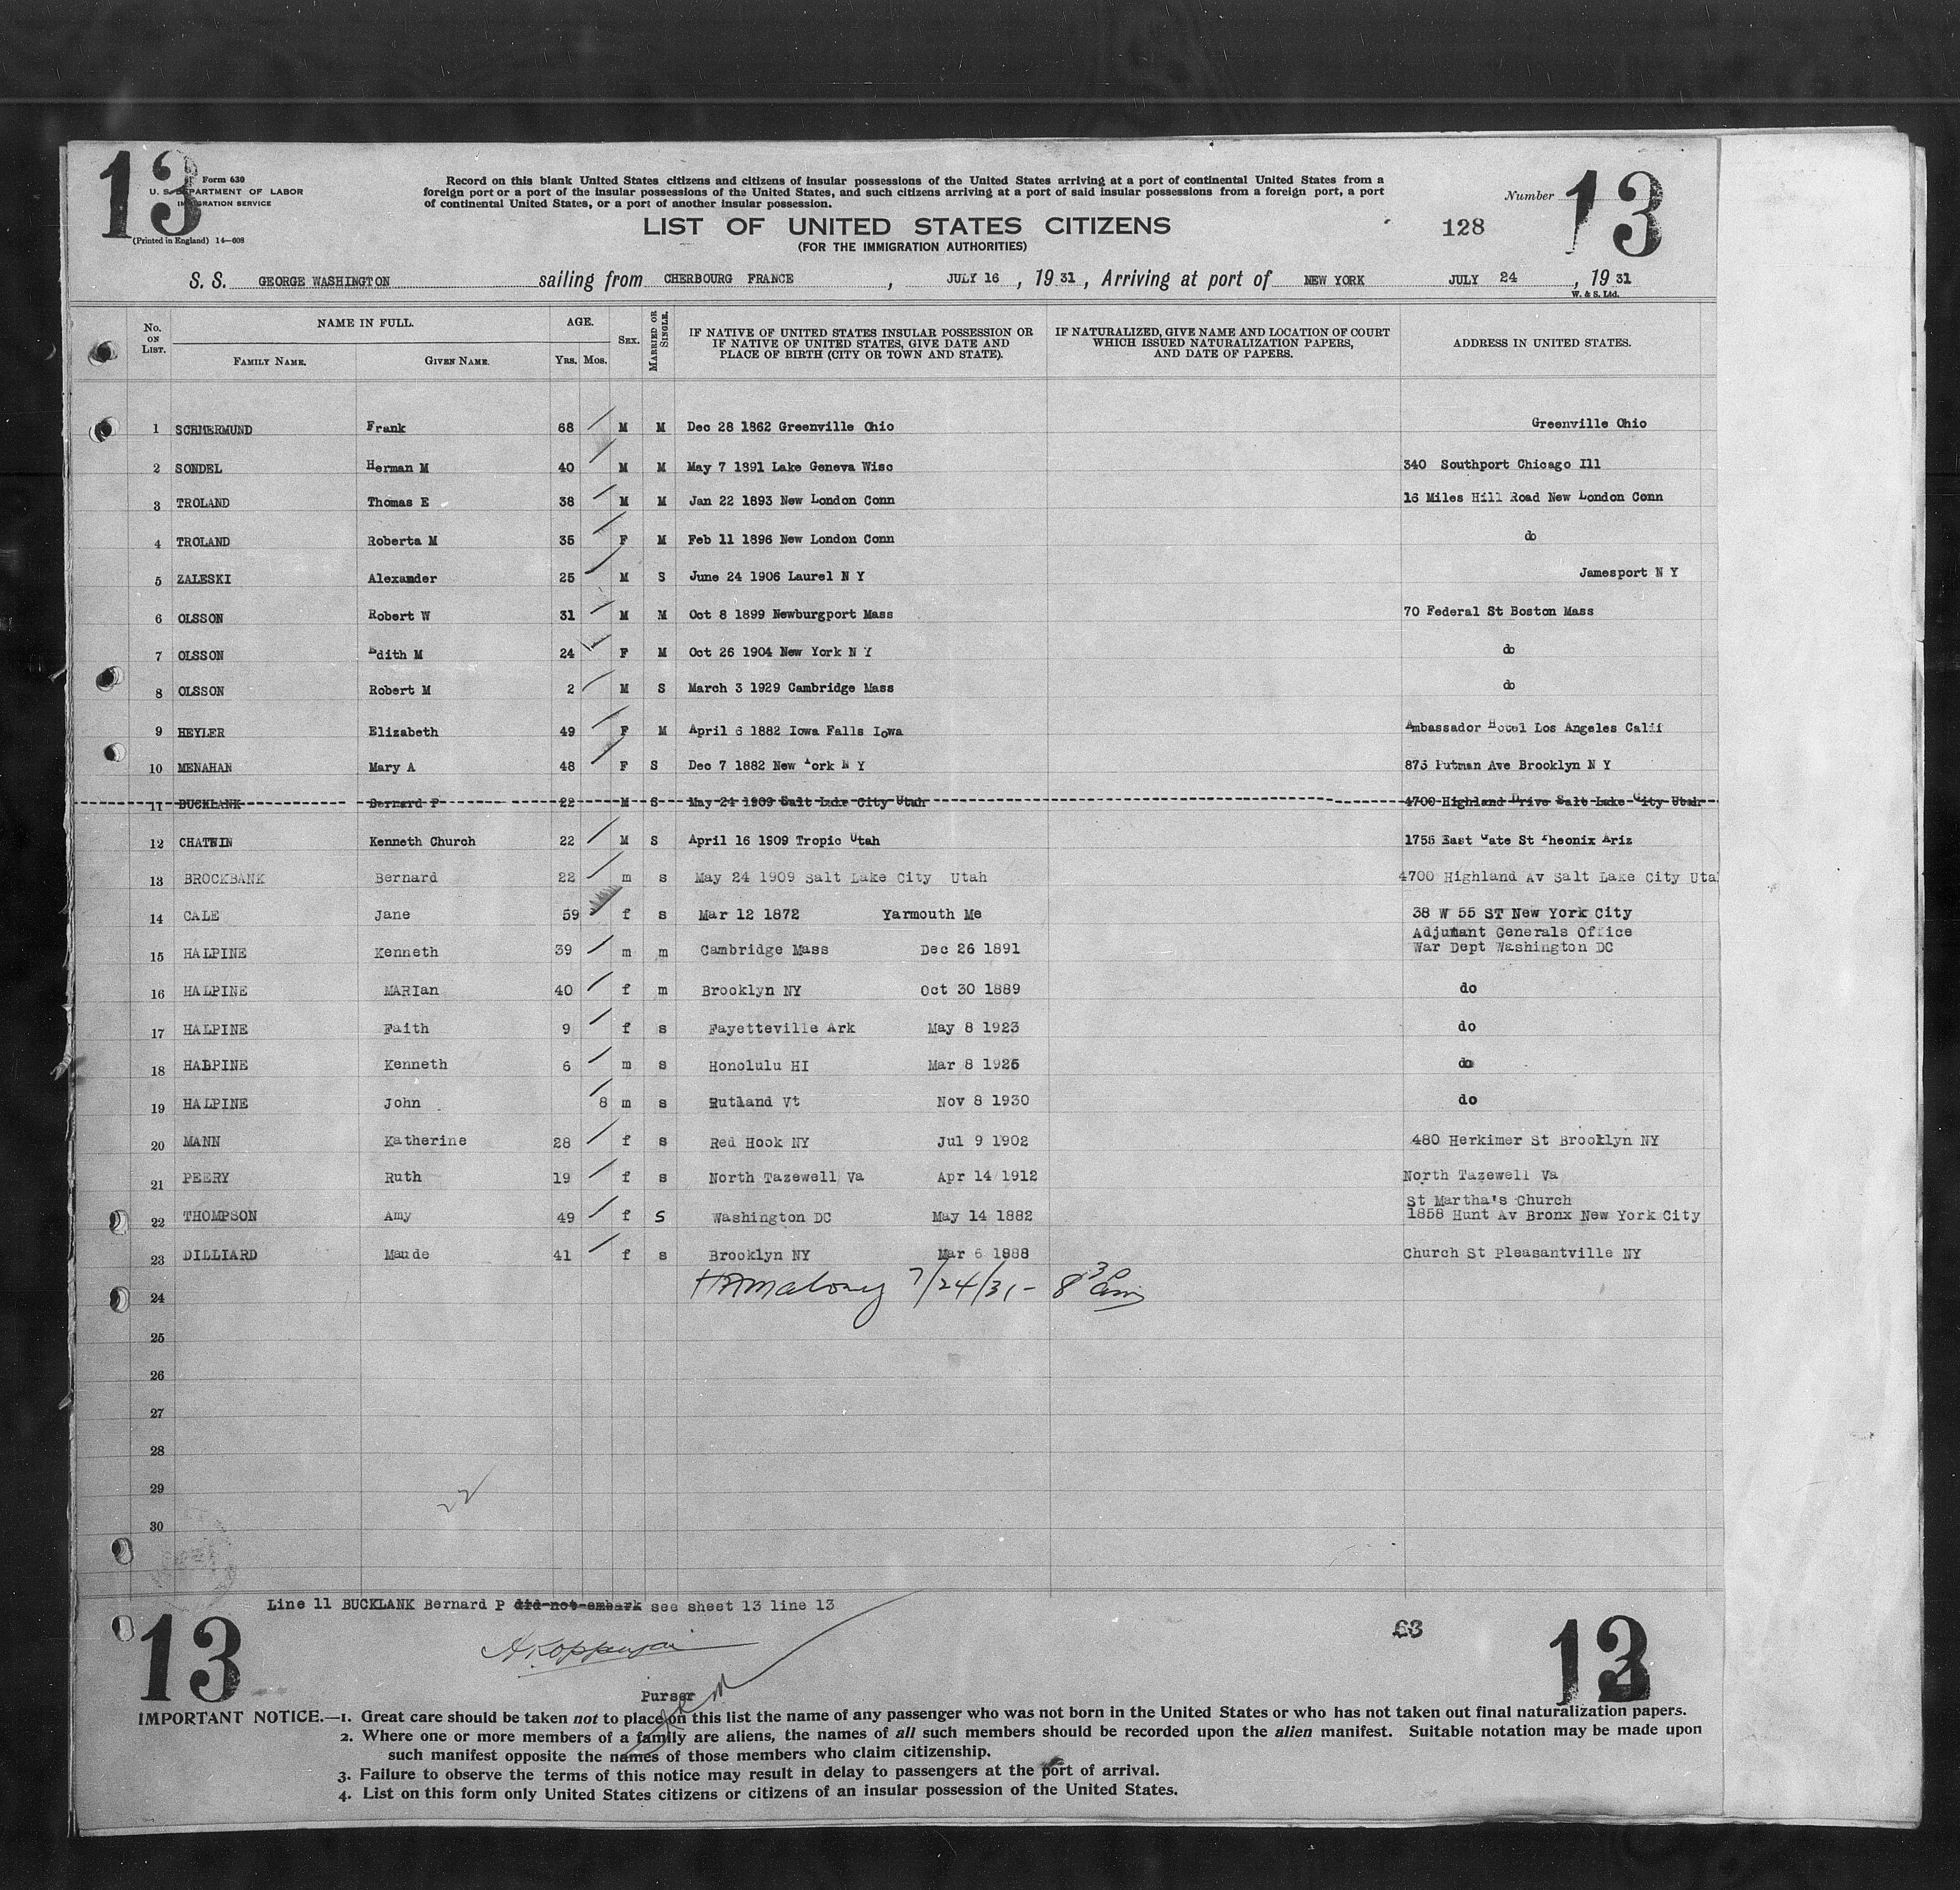 13
Form 630
U. S. DEPARTMENT OF LABOR
IMMIGRATION SERVICE
(Printed in England) 14—608
Record on this blank United States citizens and citizens of insular possessions of the United States arriving at a port of continental United States from a
foreign port or a port of the insular possessions of the United States, and such citizens arriving at a port of said insular possessions from a foreign port, a port
of continental United States, or a port of another insular possession.
LIST OF UNITED STATES CITIZENS
(FOR THE IMMIGRATION AUTHORITIES)
128
Number 13
S. S. GEORGE WASHINGTON sailing from CHERBOURG FRANCE, JULY 16, 1931, Arriving at port of NEW YORK JULY 24, 1931
W. & S. Ltd.
No. ON LIST. NAME IN FULL. FAMILY NAME. GIVEN NAME. AGE. YRS. MOS. SEX. MARRIED OR SINGLE. IF NATIVE OF UNITED STATES INSULAR POSSESSION OR IF NATIVE OF UNITED STATES, GIVE DATE AND PLACE OF BIRTH (CITY OR TOWN AND STATE). IF NATURALIZED, GIVE NAME AND LOCATION OF COURT WHICH ISSUED NATURALIZATION PAPERS, AND DATE OF PAPERS. ADDRESS IN UNITED STATES.
1 SCHMERMUND Frank 68 M M Dec 28 1862 Greenville Ohio Greenville Ohio
2 SONDEL Herman M 40 M M May 7 1891 Lake Geneva Wisc 340 Southport Chicago Ill
3 TROLAND Thomas E 38 M M Jan 22 1893 New London Conn 16 Miles Hill Road New London Conn
4 TROLAND Roberta M 35 F M Feb 11 1896 New London Conn do
5 ZALESKI Alexander 25 M S June 24 1906 Laurel N Y Jamesport N Y
6 OLSSON Robert W 31 M M Oct 8 1899 Newburgport Mass 70 Federal St Boston Mass
7 OLSSON Edith M 24 F M Oct 26 1904 New York N Y do
8 OLSSON Robert M 2 M S March 3 1929 Cambridge Mass do
9 HEYLER Elizabeth 49 F M April 6 1882 Iowa Falls Iowa Ambassador Hotel Los Angeles Calif
10 MENAHAN Mary A 48 F S Dec 7 1882 New York N Y 875 Putman Ave Brooklyn N Y
11 BUCKLANK Bernard P 22 M S May 24 1909 Salt Lake City Utah 4700 Highland Drive Salt Lake City Utah
12 CHATWIN Kenneth Church 22 M S April 16 1909 Tropic Utah 1755 East Gate St Pheonix Ariz
13 BROCKBANK Bernard 22 m s May 24 1909 Salt Lake City Utah 4700 Highland Av Salt Lake City Uta
14 CALE Jane 59 f s Mar 12 1872 Yarmouth Me 38 W 55 ST New York City
15 HALPINE Kenneth 39 m m Cambridge Mass Dec 26 1891 Adjutant Generals Office
War Dept Washington DC
16 HALPINE MARIan 40 f m Brooklyn NY Oct 30 1889 do
17 HALPINE Faith 9 f s Fayetteville Ark May 8 1923 do
18 HALPINE Kenneth 6 m s Honolulu HI Mar 8 1925 do
19 HALPINE John 8 m s Rutland Vt Nov 8 1930 do
20 MANN Katherine 28 f s Red Hook NY Jul 9 1902 480 Herkimer St Brooklyn NY
21 PEERY Ruth 19 f s North Tazewell Va Apr 14 1912 North Tazewell Va
22 THOMPSON Amy 49 f S Washington DC May 14 1882 St Martha's Church
1858 Hunt Av Bronx New York City
23 DILLIARD Maude 41 f s Brooklyn NY Mar 6 1888 Church St Pleasantville NY
24 Maloney 7/24/31 - 8 30 am
25
26
27
28
29
30
22
Line 11 BUCKLANK Bernard P did not embark see sheet 13 line 13
13
63
Purser
IMPORTANT NOTICE.—1. Great care should be taken not to place on this list the name of any passenger who was not born in the United States or who has not taken out final naturalization papers.
2. Where one or more members of a family are aliens, the names of all such members should be recorded upon the alien manifest. Suitable notation may be made upon
such manifest opposite the names of those members who claim citizenship.
3. Failure to observe the terms of this notice may result in delay to passengers at the port of arrival.
4. List on this form only United States citizens or citizens of an insular possession of the United States.